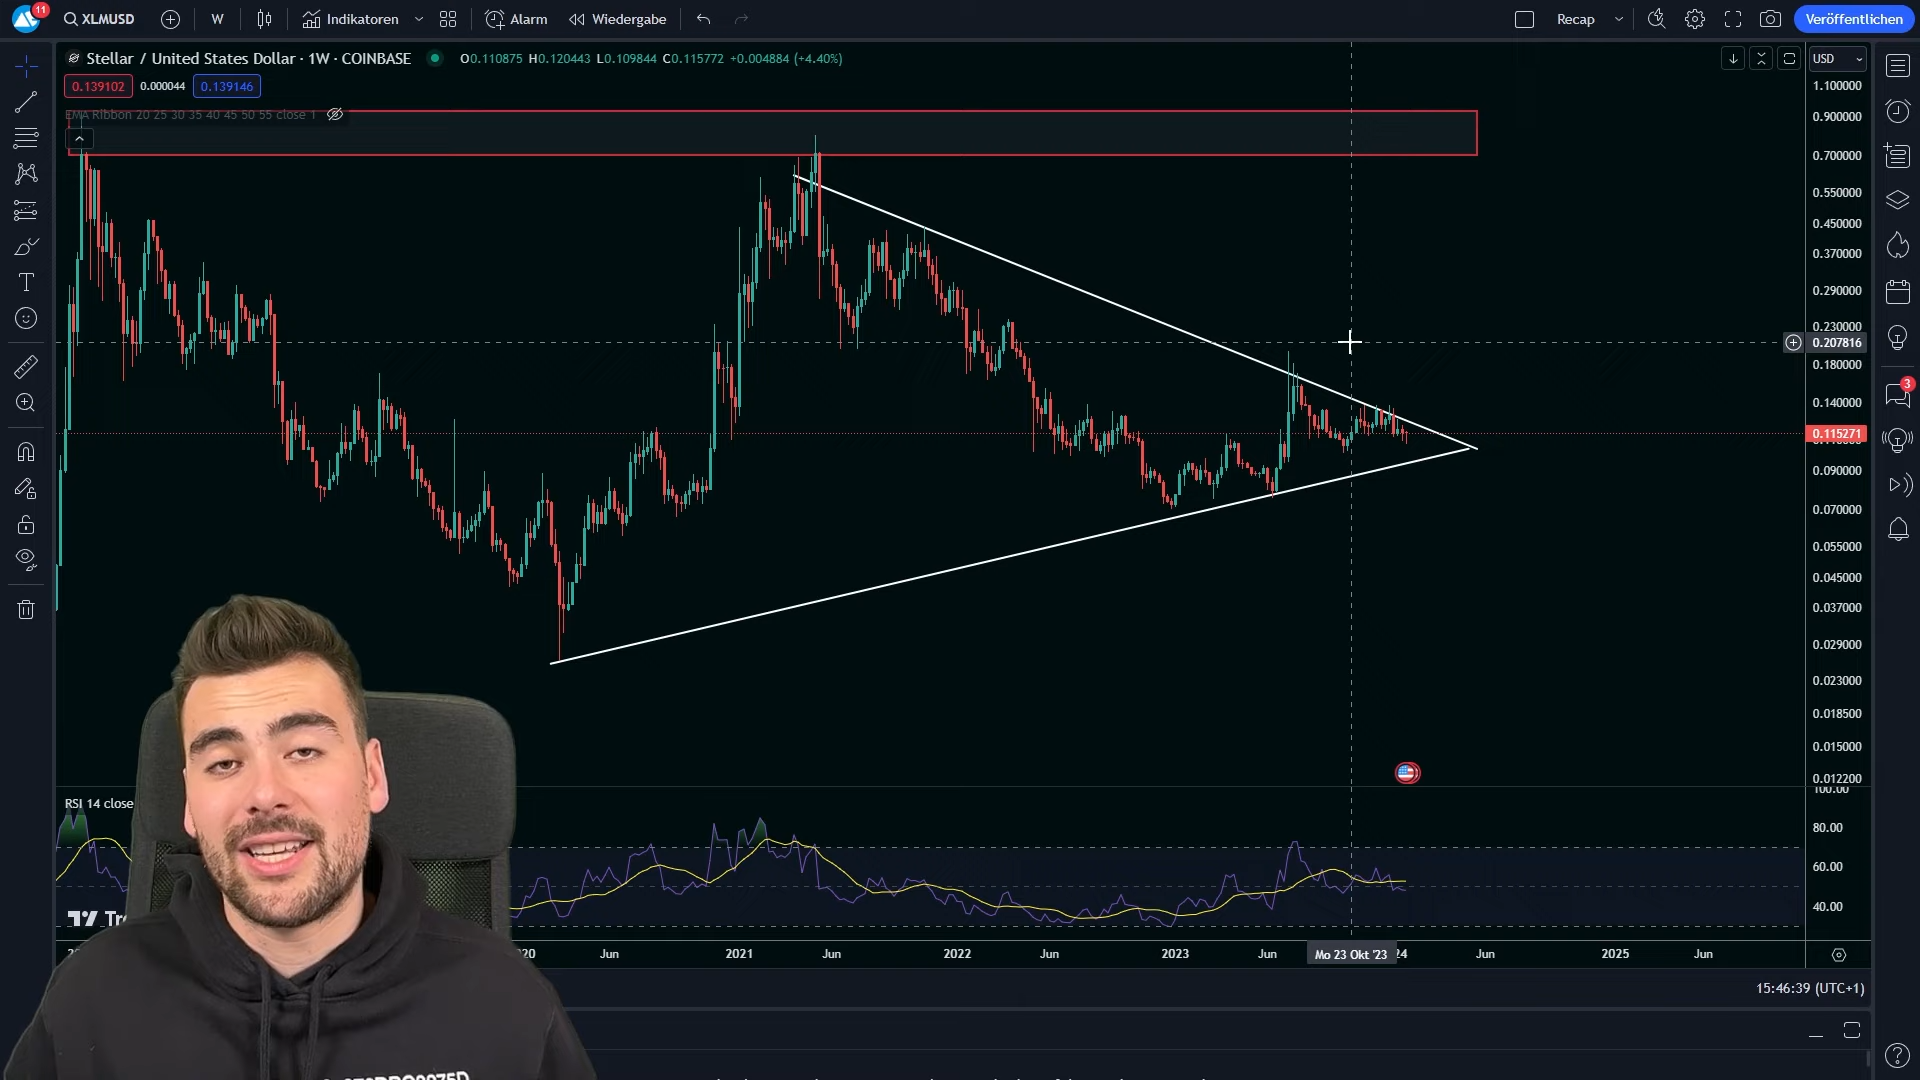 11
XLMUSD
W
Indikatoren
Alarm
Wiedergabe
Recap
Veröffentlichen
Stellar / United States Dollar · 1W · COINBASE
O0.110875 H0.120443 L0.109844 C0.115772 +0.004884 (+4.40%)
USD
0.139102 0.000044 0.139146
EMA Ribbon 20 25 30 35 40 45 50 55 close 1
1.100000
0.900000
0.700000
0.550000
0.450000
0.370000
0.290000
0.230000
0.207816
0.180000
0.140000
0.115271
0.090000
0.070000
0.055000
0.045000
0.037000
0.029000
0.023000
0.018500
0.015000
0.012200
3
RSI 14 close
100.00
80.00
60.00
40.00
2021
Jun
2022
Jun
2023
Jun
Mo 23 Okt '23
24
Jun
2025
Jun
20
Jun
15:46:39 (UTC+1)